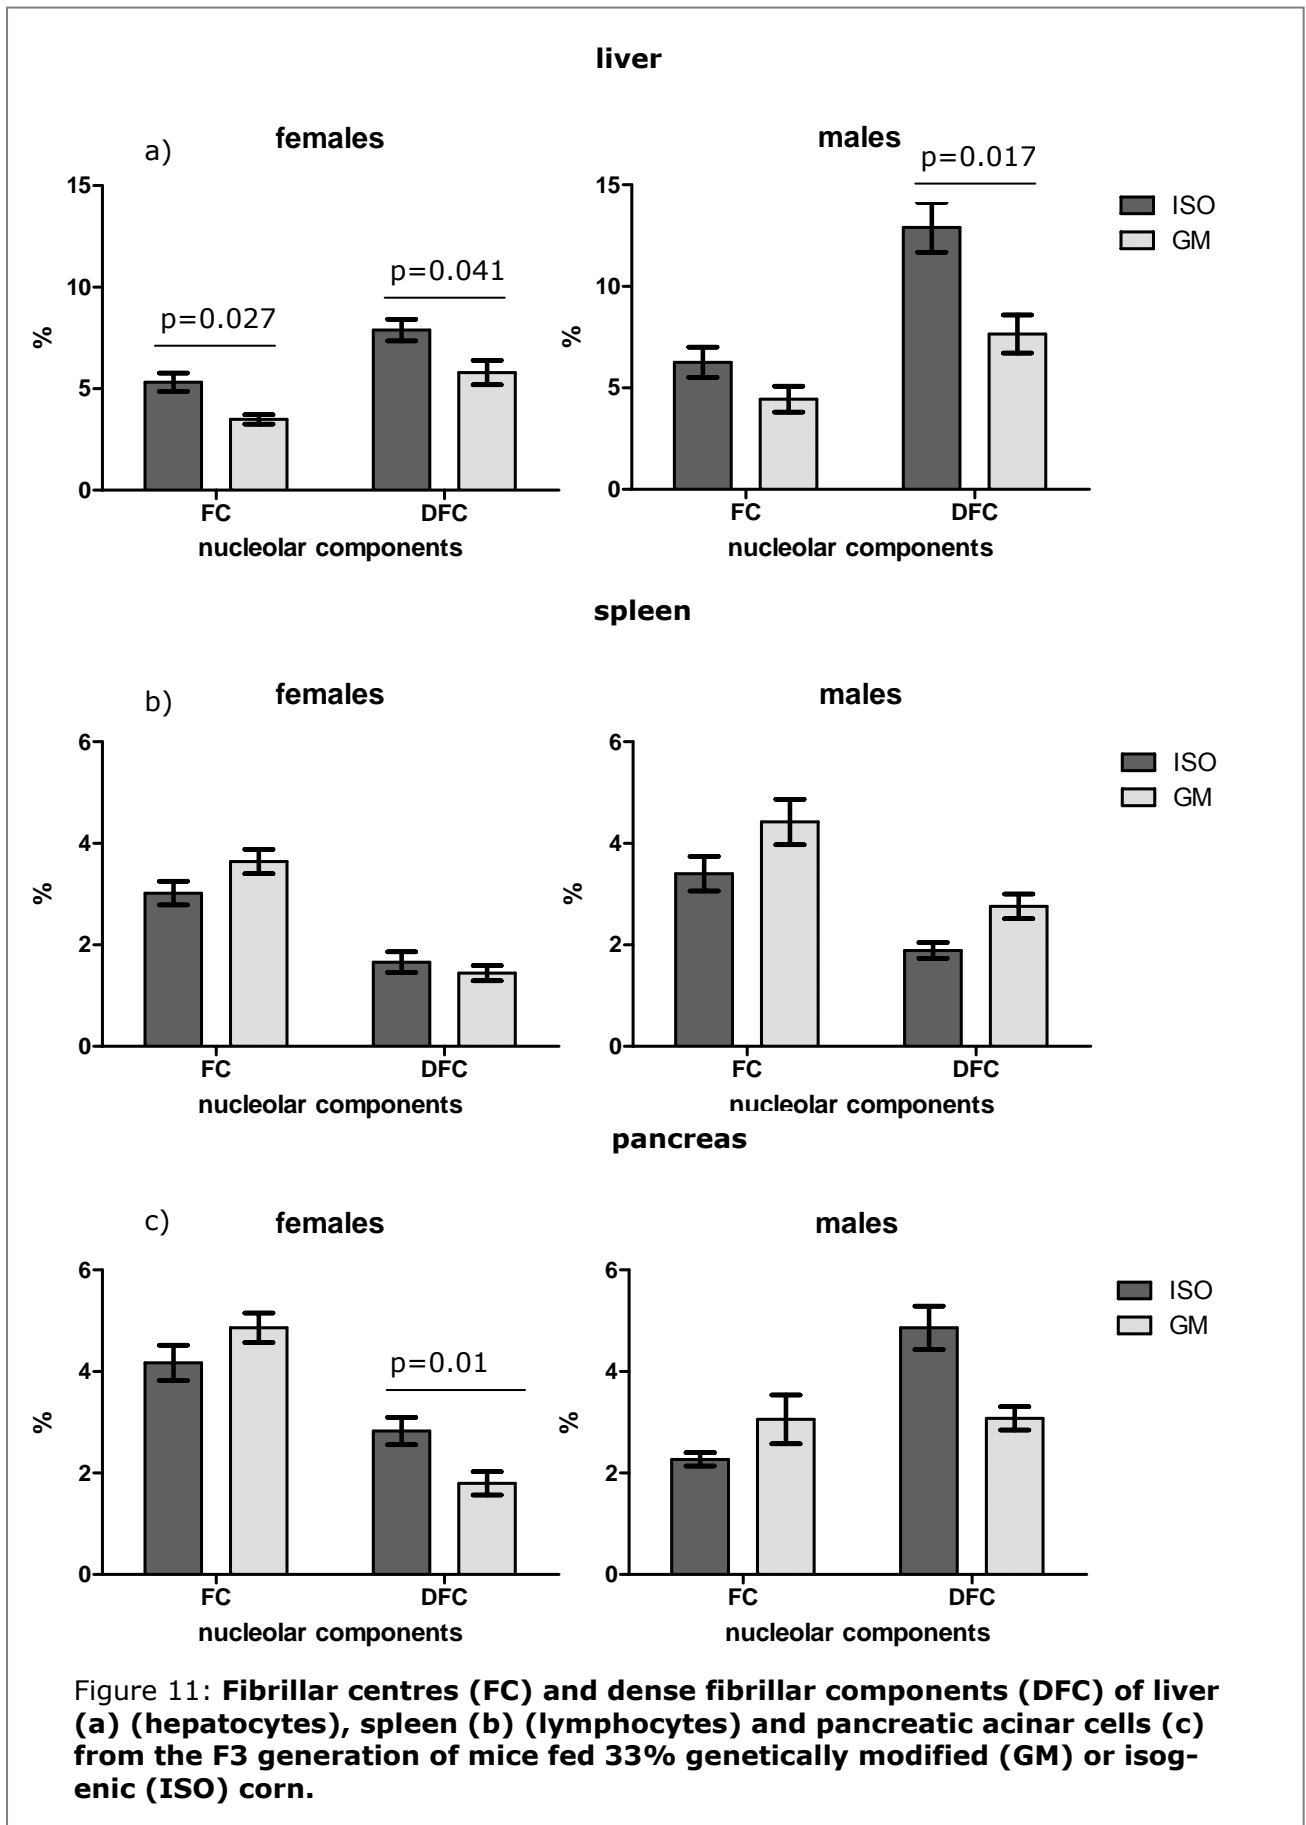 liver
a)
females
males
p=0.017
15
10
5
0
%
p=0.027
p=0.041
FC
DFC
nucleolar components
15
10
5
0
%
FC
DFC
nucleolar components
ISO
GM
spleen
b)
females
males
6
4
2
0
%
FC
DFC
nucleolar components
6
4
2
0
%
FC
DFC
nucleolar components
ISO
GM
pancreas
c)
females
males
6
4
2
0
%
p=0.01
FC
DFC
nucleolar components
6
4
2
0
%
FC
DFC
nucleolar components
ISO
GM
Figure 11: Fibrillar centres (FC) and dense fibrillar components (DFC) of liver
(a) (hepatocytes), spleen (b) (lymphocytes) and pancreatic acinar cells (c)
from the F3 generation of mice fed 33% genetically modified (GM) or isog-
enic (ISO) corn.